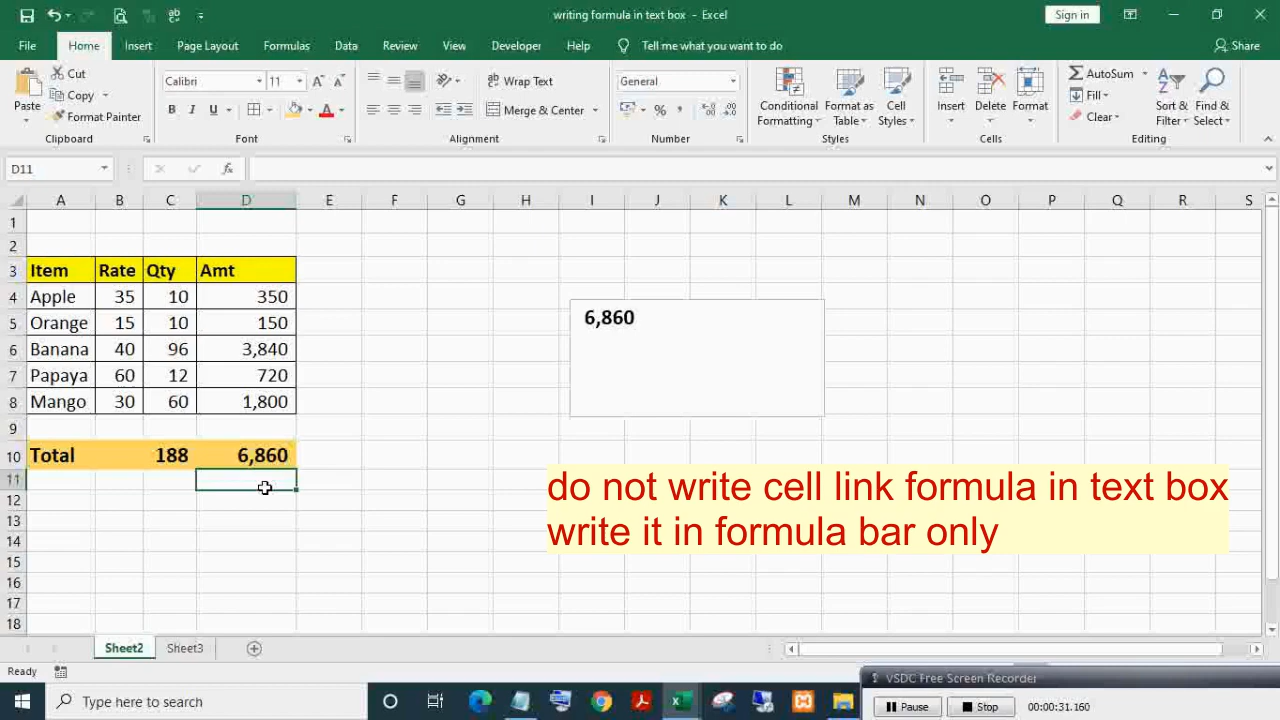 writing formula in text box - Excel
Sign in
File Home Insert Page Layout Formulas Data Review View Developer Help Tell me what you want to do Share
Paste Cut Copy Format Painter Clipboard
Calibri 11 B I U A A A Font
ab Wrap Text Merge & Center Alignment
General % , Number
Conditional Formatting Format as Table Cell Styles Styles
Insert Delete Format Cells
AutoSum Fill Clear Sort & Filter Find & Select Editing
D11 fx
A B C D E F G H I J K L M N O P Q R S
1
2
3 Item Rate Qty Amt
4 Apple 35 10 350
5 Orange 15 10 150
6 Banana 40 96 3,840
7 Papaya 60 12 720
8 Mango 30 60 1,800
9
10 Total 188 6,860
11
12
13
14
15
16
17
18
6,860
do not write cell link formula in text box
write it in formula bar only
Sheet2 Sheet3
Ready
VSDC Free Screen Recorder
Type here to search
Pause Stop 00:00:31.160